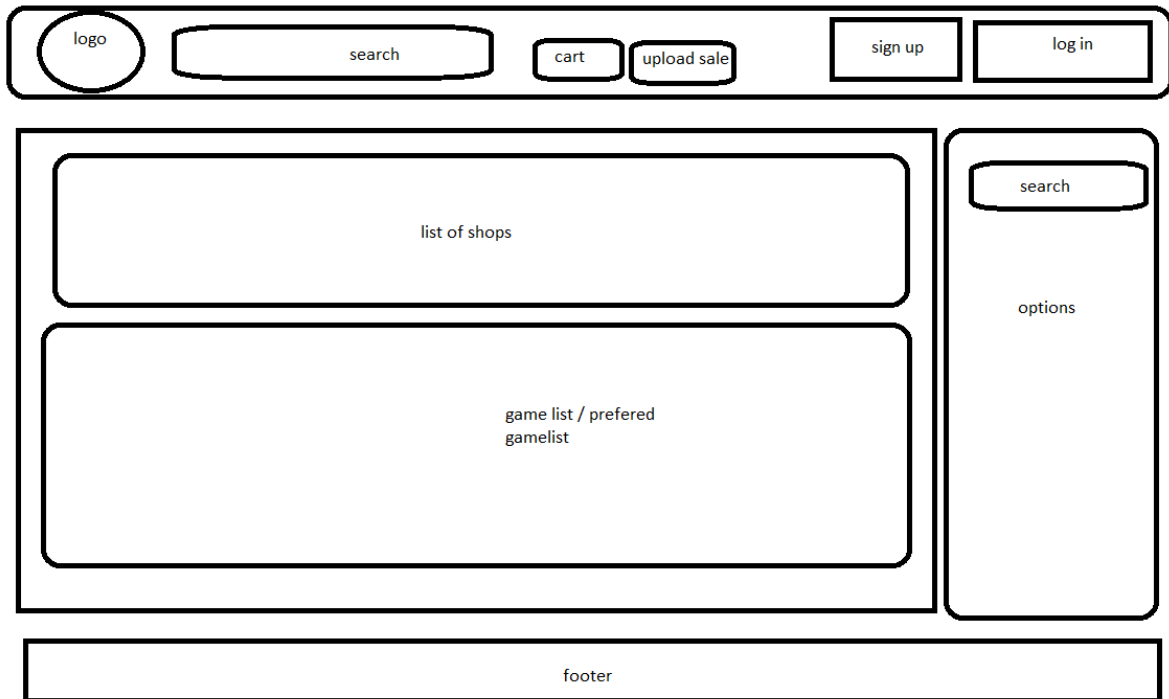 logo
search
cart
upload sale
sign up
log in
list of shops
game list / prefered
gamelist
search
options
footer